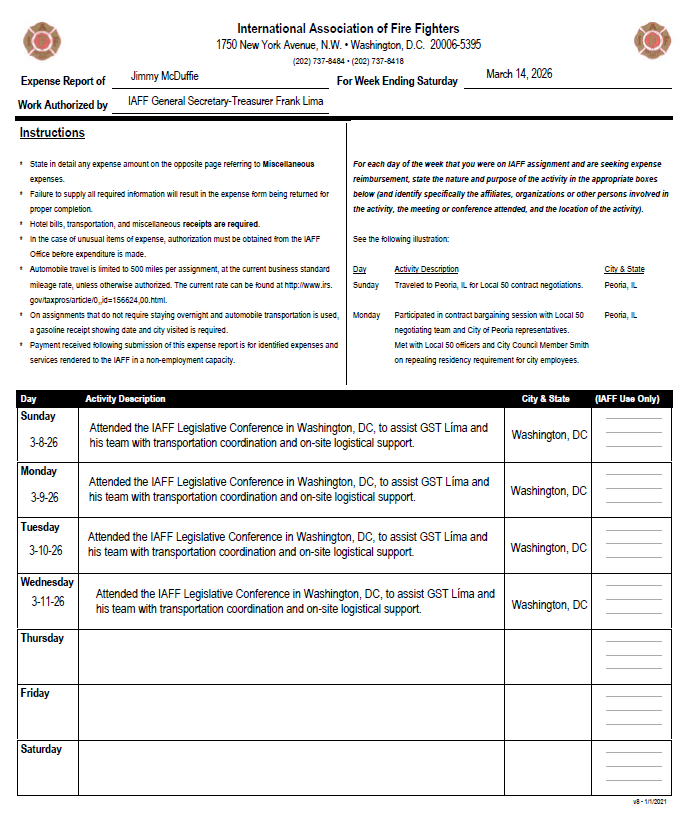 International Association of Fire Fighters
1750 New York Avenue, N.W. • Washington, D.C. 20006-5395
(202) 737-8484 • (202) 737-8418
Expense Report of Jimmy McDuffie For Week Ending Saturday March 14, 2026
Work Authorized by IAFF General Secretary-Treasurer Frank Lima
Instructions
* State in detail any expense amount on the opposite page referring to Miscellaneous
expenses.
* Failure to supply all required information will result in the expense form being returned for
proper completion.
* Hotel bills, transportation, and miscellaneous receipts are required.
* In the case of unusual items of expense, authorization must be obtained from the IAFF
Office before expenditure is made.
* Automobile travel is limited to 500 miles per assignment, at the current business standard
mileage rate, unless otherwise authorized. The current rate can be found at http://www.irs.
gov/taxpros/article/0,,id=156624,00.html.
* On assignments that do not require staying overnight and automobile transportation is used,
a gasoline receipt showing date and city visited is required.
* Payment received following submission of this expense report is for identified expenses and
services rendered to the IAFF in a non-employment capacity.
For each day of the week that you were on IAFF assignment and are seeking expense
reimbursement, state the nature and purpose of the activity in the appropriate boxes
below (and identify specifically the affiliates, organizations or other persons involved in
the activity, the meeting or conference attended, and the location of the activity).
See the following illustration:
Day Activity Description City & State
Sunday Traveled to Peoria, IL for Local 50 contract negotiations. Peoria, IL
Monday Participated in contract bargaining session with Local 50 Peoria, IL
negotiating team and City of Peoria representatives.
Met with Local 50 officers and City Council Member Smith
on repealing residency requirement for city employees.
Day Activity Description City & State (IAFF Use Only)
Sunday
3-8-26
Attended the IAFF Legislative Conference in Washington, DC, to assist GST Líma and
his team with transportation coordination and on-site logistical support.
Washington, DC
Monday
3-9-26
Attended the IAFF Legislative Conference in Washington, DC, to assist GST Líma and
his team with transportation coordination and on-site logistical support.
Washington, DC
Tuesday
3-10-26
Attended the IAFF Legislative Conference in Washington, DC, to assist GST Líma and
his team with transportation coordination and on-site logistical support.
Washington, DC
Wednesday
3-11-26
Attended the IAFF Legislative Conference in Washington, DC, to assist GST Líma and
his team with transportation coordination and on-site logistical support.
Washington, DC
Thursday
Friday
Saturday
v8 - 1/1/2021